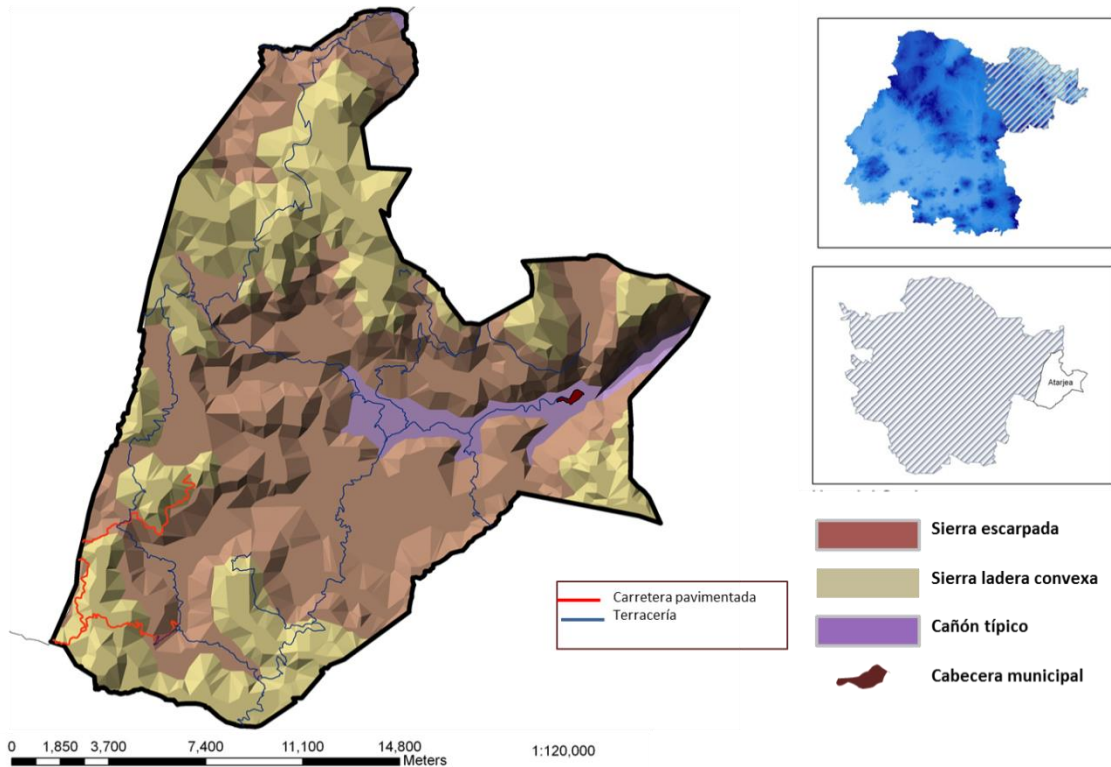 Atarjea
Sierra escarpada
Sierra ladera convexa
Cañón típico
Cabecera municipal
Carretera pavimentada
Terracería
0 1,850 3,700 7,400 11,100 14,800
Meters
1:120,000